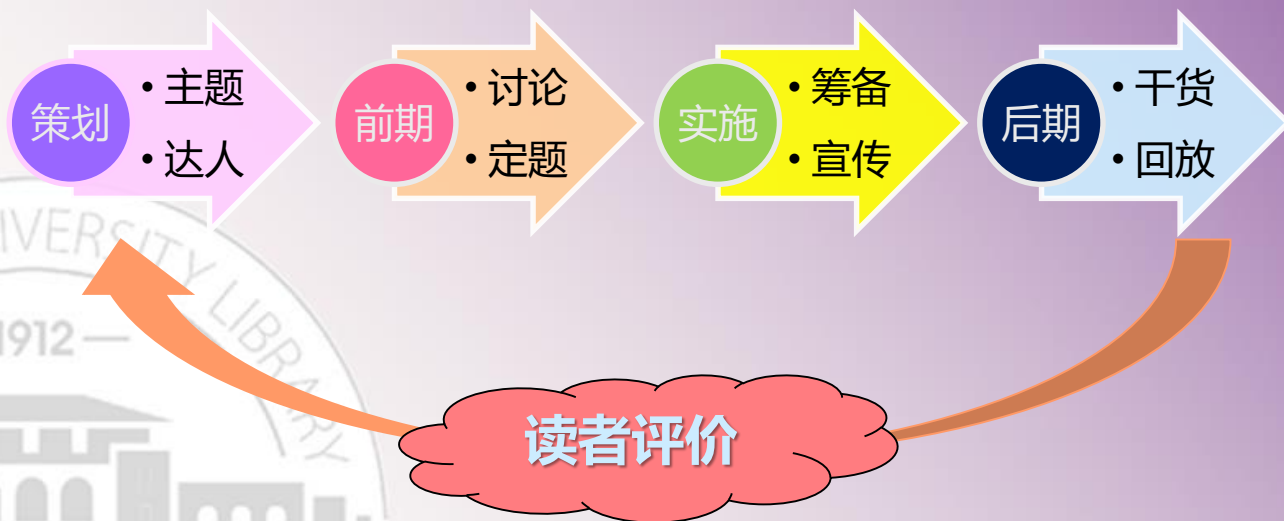 策划
• 主题
• 达人
前期
• 讨论
• 定题
实施
• 筹备
• 宣传
后期
• 干货
• 回放
IVERSITY LIBRARY
1912 —
读者评价